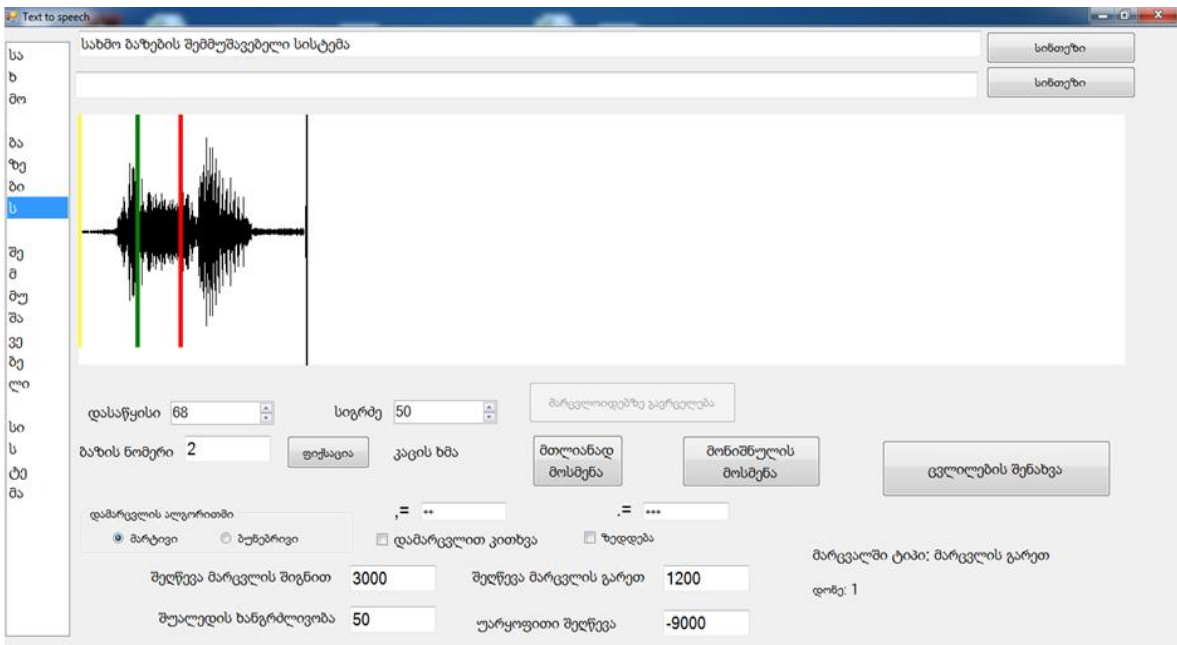 Text to speech
სახმო ბაზების შემმუშავებელი სისტემა
სინთეზი
სინთეზი
სა
ხ
მო
ბა
ზე
ბი
ს
შე
მ
მუ
შა
ვე
ბე
ლი
სი
ს
ტე
მა
დასაწყისი 68
სიგრძე 50
მარცვლოიდებზე გავრცელება
ბაზის ნომერი 2
ფიქსაცია
კაცის ხმა
მთლიანად
მოსმენა
მონიშნულის
მოსმენა
ცვლილების შენახვა
,= --
.= ---
დამარცვლის ალგორითმი
მარტივი
ბუნებრივი
დამარცვლით კითხვა
ზედდება
მარცვალში ტიპი: მარცვლის გარეთ
შეღწევა მარცვლის შიგნით 3000
შეღწევა მარცვლის გარეთ 1200
დონე: 1
შუალედის ხანგრძლივობა 50
უარყოფითი შეღწევა -9000